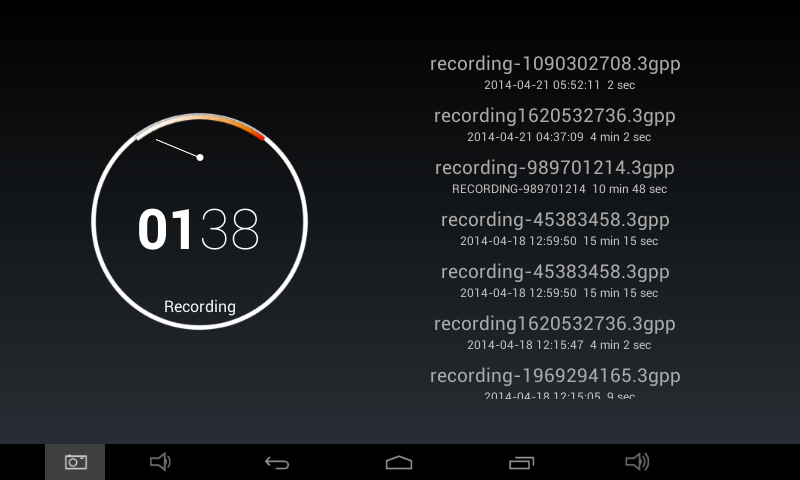 0138
Recording
recording-1090302708.3gpp
2014-04-21 05:52:11 2 sec
recording1620532736.3gpp
2014-04-21 04:37:09 4 min 2 sec
recording-989701214.3gpp
RECORDING-989701214 10 min 48 sec
recording-45383458.3gpp
2014-04-18 12:59:50 15 min 15 sec
recording-45383458.3gpp
2014-04-18 12:59:50 15 min 15 sec
recording1620532736.3gpp
2014-04-18 12:15:47 4 min 2 sec
recording-1969294165.3gpp
2014-04-18 12:15:05 9 sec